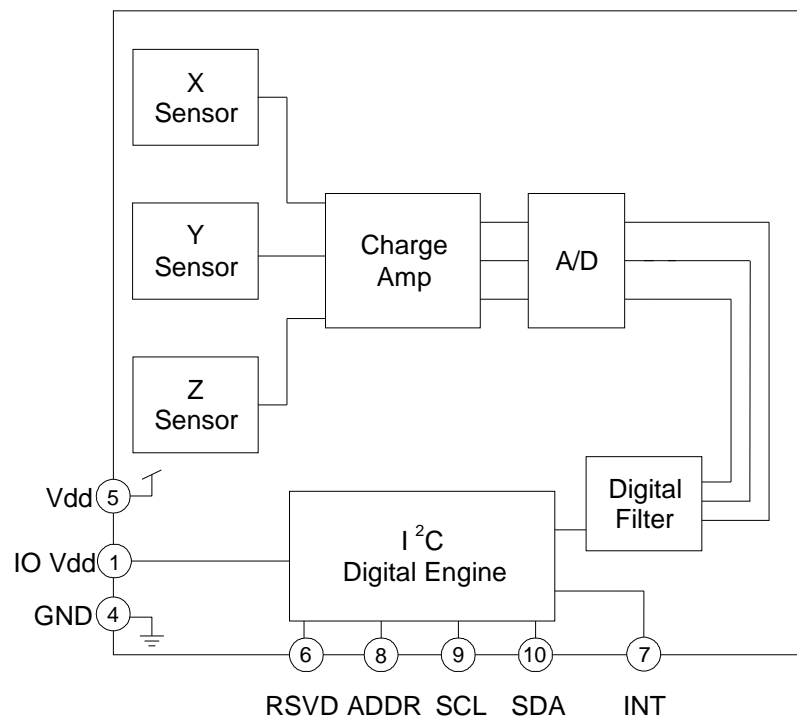 X
Sensor
Y
Sensor
Z
Sensor
Charge
Amp
A/D
Digital
Filter
I²C
Digital Engine
Vdd 5
IO Vdd 1
GND 4
6 8 9 10 7
RSVD ADDR SCL SDA INT